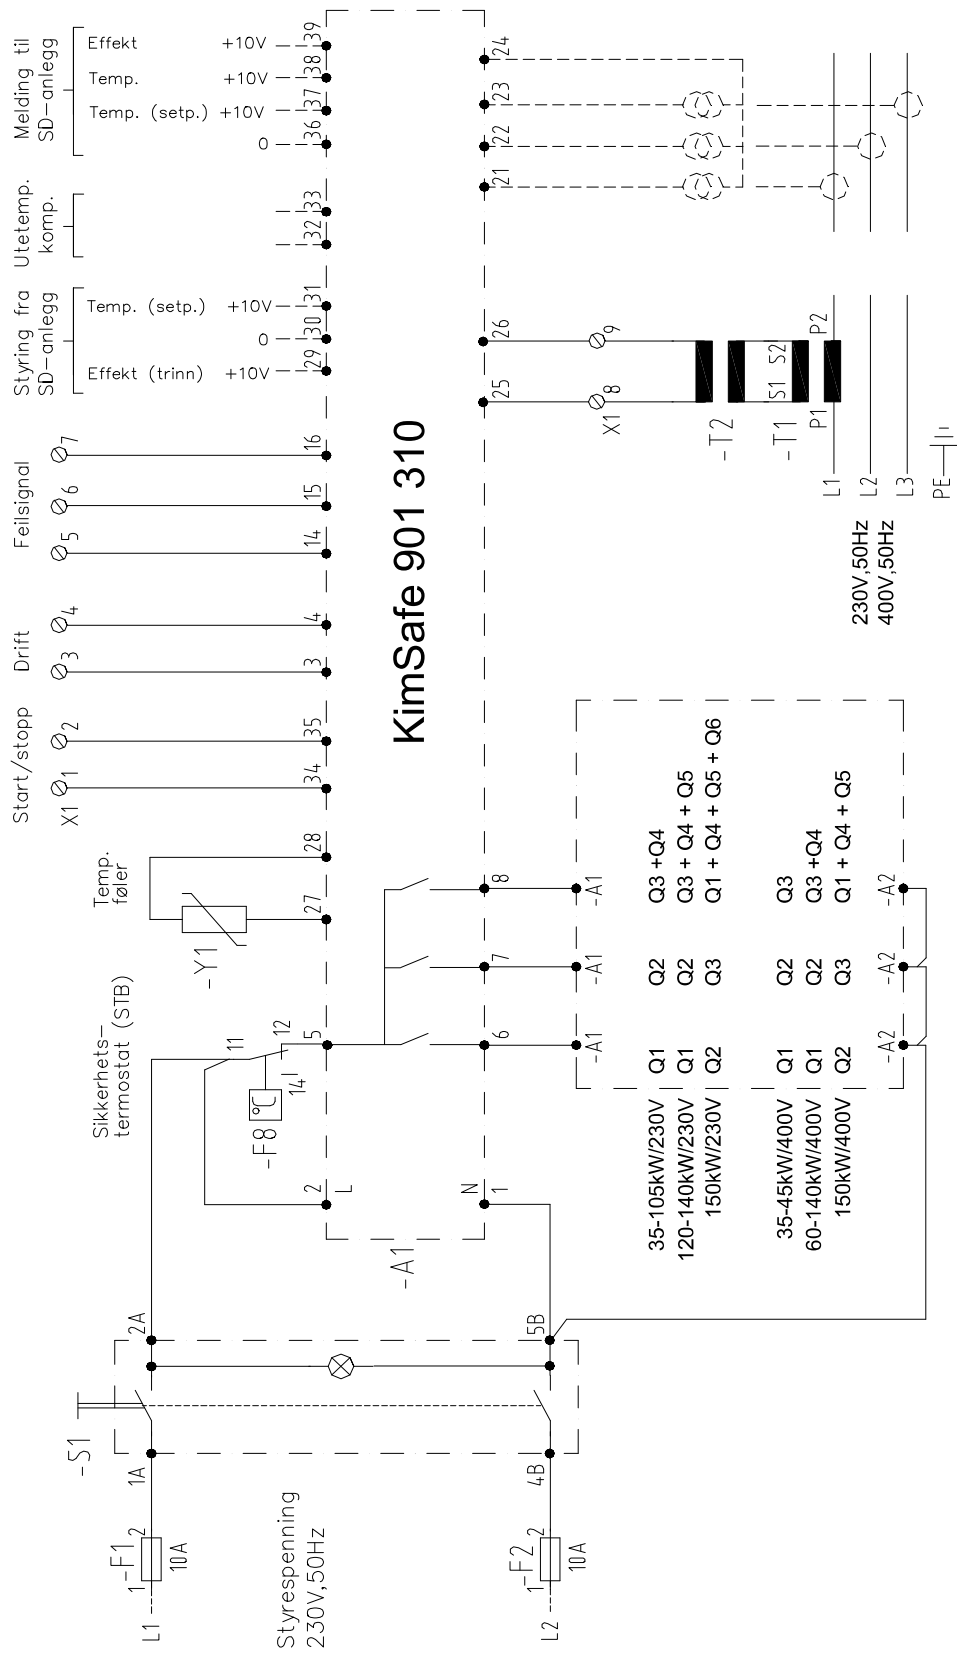 L1
1
-F1
2
10A
L2
1
-F2
2
10A
Styrespenning
230V,50Hz
-S1
1A
2A
4B
5B
Sikkerhets-
termostat (STB)
11
12
14
-F8
°C
2
L
N
1
-A1
5
6
7
8
Temp.
føler
-Y1
27
28
Start/stopp
X1
1
2
34
35
Drift
3
4
3
4
Feilsignal
5
6
7
14
15
16
KimSafe 901 310
Styring fra
SD-anlegg
Effekt (trinn) +10V
0
Temp. (setp.) +10V
29
30
31
Utetemp.
komp.
32
33
Melding til
SD-anlegg
Effekt +10V
Temp. +10V
Temp. (setp.) +10V
0
36
37
38
39
21
22
23
24
25
26
X1
8
9
-T2
-T1
S1
S2
P1
P2
L1
L2
L3
PE
230V,50Hz
400V,50Hz
-A1
-A1
-A1
35-105kW/230V Q1 Q2 Q3 +Q4
120-140kW/230V Q1 Q2 Q3 + Q4 + Q5
150kW/230V Q2 Q3 Q1 + Q4 + Q5 + Q6
35-45kW/400V Q1 Q2 Q3
60-140kW/400V Q1 Q2 Q3 +Q4
150kW/400V Q2 Q3 Q1 + Q4 + Q5
-A2
-A2
-A2